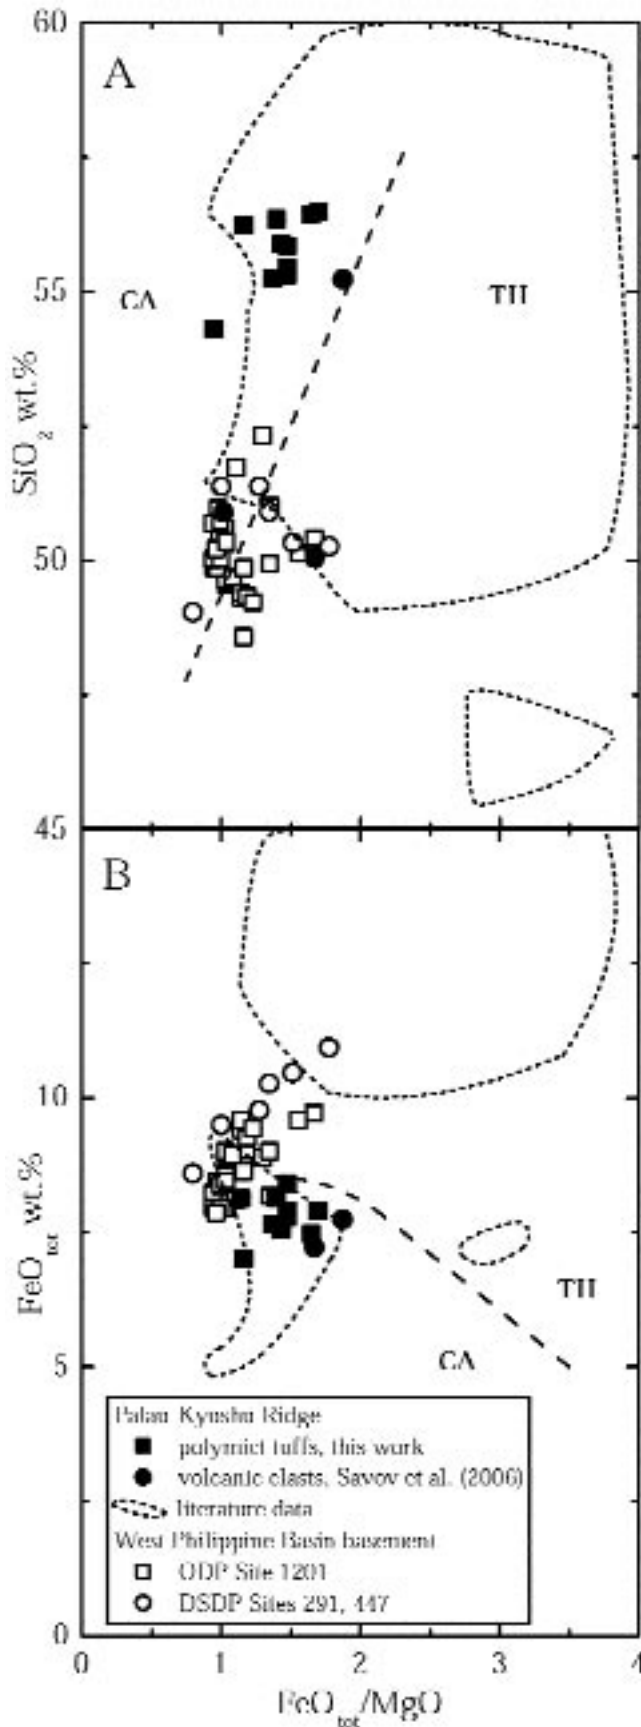 60
A
CA
TH
55
SiO2 wt.%
50
45
B
10
FeOtot wt.%
TH
CA
5
Palau Kyushu Ridge
polymict tuffs, this work
volcanic clasts, Savov et al. (2006)
literature data
West Philippine Basin basement
ODP Site 1201
DSDP Sites 291, 447
0
0 1 2 3 4
FeOtot/MgO